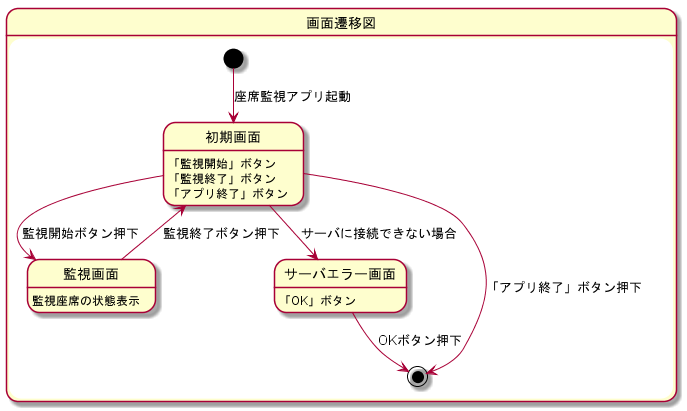 画面遷移図
座席監視アプリ起動
初期画面
「監視開始」ボタン
「監視終了」ボタン
「アプリ終了」ボタン
監視開始ボタン押下
監視終了ボタン押下
サーバに接続できない場合
監視画面
監視座席の状態表示
サーバエラー画面
「OK」ボタン
「アプリ終了」ボタン押下
OKボタン押下